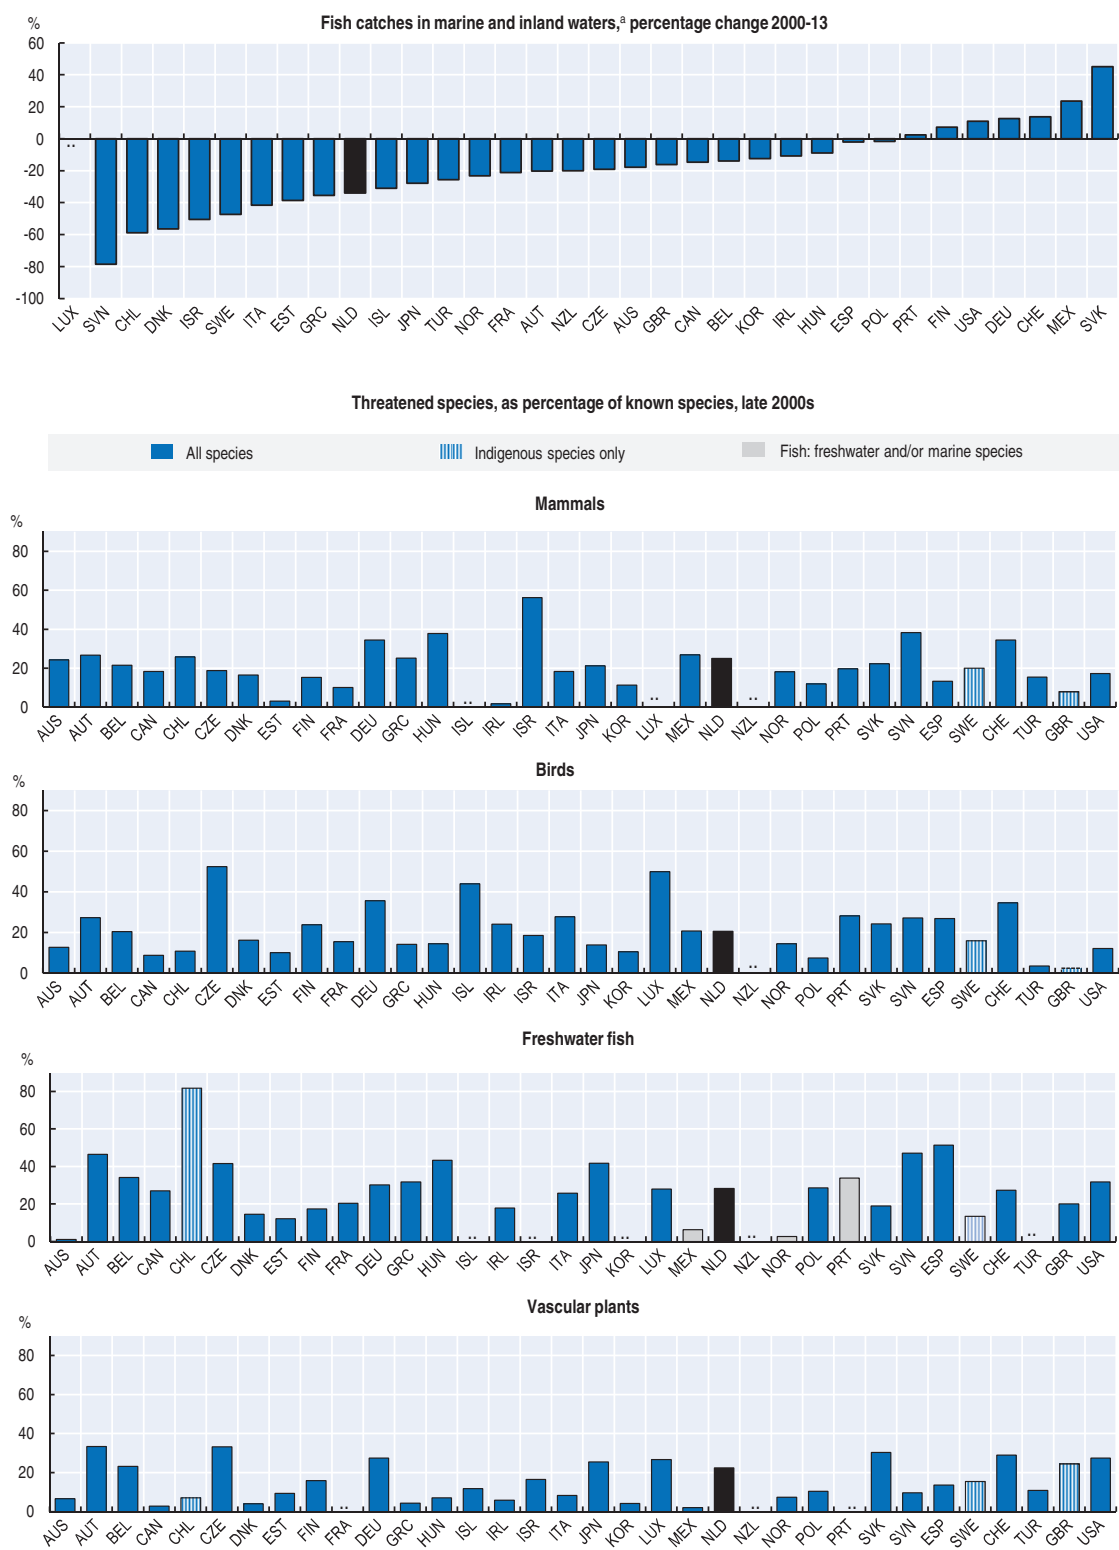 Fish catches in marine and inland waters,a percentage change 2000-13
%
60
40
20
0
-20
-40
-60
-80
-100
..
LUX SVN CHL DNK ISR SWE ITA EST GRC NLD ISL JPN TUR NOR FRA AUT NZL CZE AUS GBR CAN BEL KOR IRL HUN ESP POL PRT FIN USA DEU CHE MEX SVK
Threatened species, as percentage of known species, late 2000s
All species Indigenous species only Fish: freshwater and/or marine species
Mammals
%
80
60
40
20
0
.. .. ..
AUS AUT BEL CAN CHL CZE DNK EST FIN FRA DEU GRC HUN ISL IRL ISR ITA JPN KOR LUX MEX NLD NZL NOR POL PRT SVK SVN ESP SWE CHE TUR GBR USA
Birds
%
80
60
40
20
0
..
AUS AUT BEL CAN CHL CZE DNK EST FIN FRA DEU GRC HUN ISL IRL ISR ITA JPN KOR LUX MEX NLD NZL NOR POL PRT SVK SVN ESP SWE CHE TUR GBR USA
Freshwater fish
%
80
60
40
20
0
.. .. .. .. ..
AUS AUT BEL CAN CHL CZE DNK EST FIN FRA DEU GRC HUN ISL IRL ISR ITA JPN KOR LUX MEX NLD NZL NOR POL PRT SVK SVN ESP SWE CHE TUR GBR USA
Vascular plants
%
80
60
40
20
0
.. .. ..
AUS AUT BEL CAN CHL CZE DNK EST FIN FRA DEU GRC HUN ISL IRL ISR ITA JPN KOR LUX MEX NLD NZL NOR POL PRT SVK SVN ESP SWE CHE TUR GBR USA